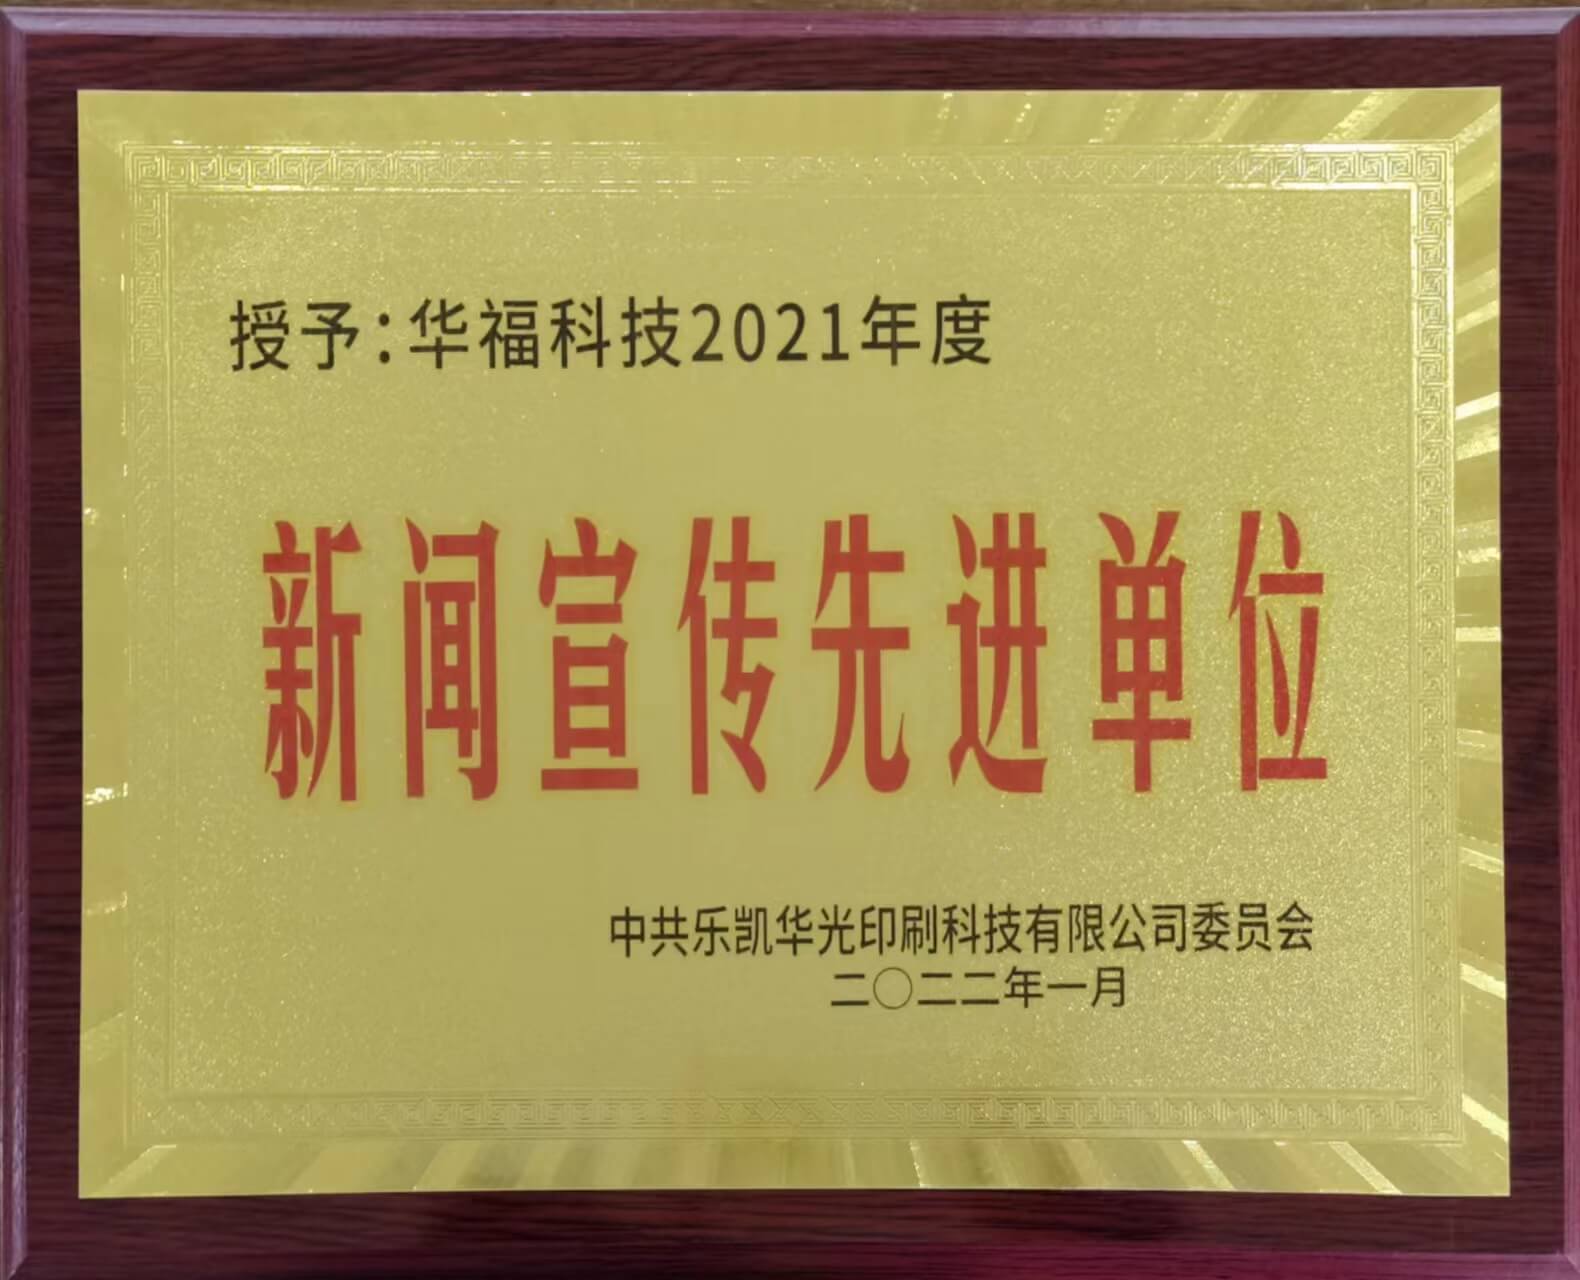 授予：华福科技2021年度
新闻宣传先进单位
中共乐凯华光印刷科技有限公司委员会
二〇二二年一月